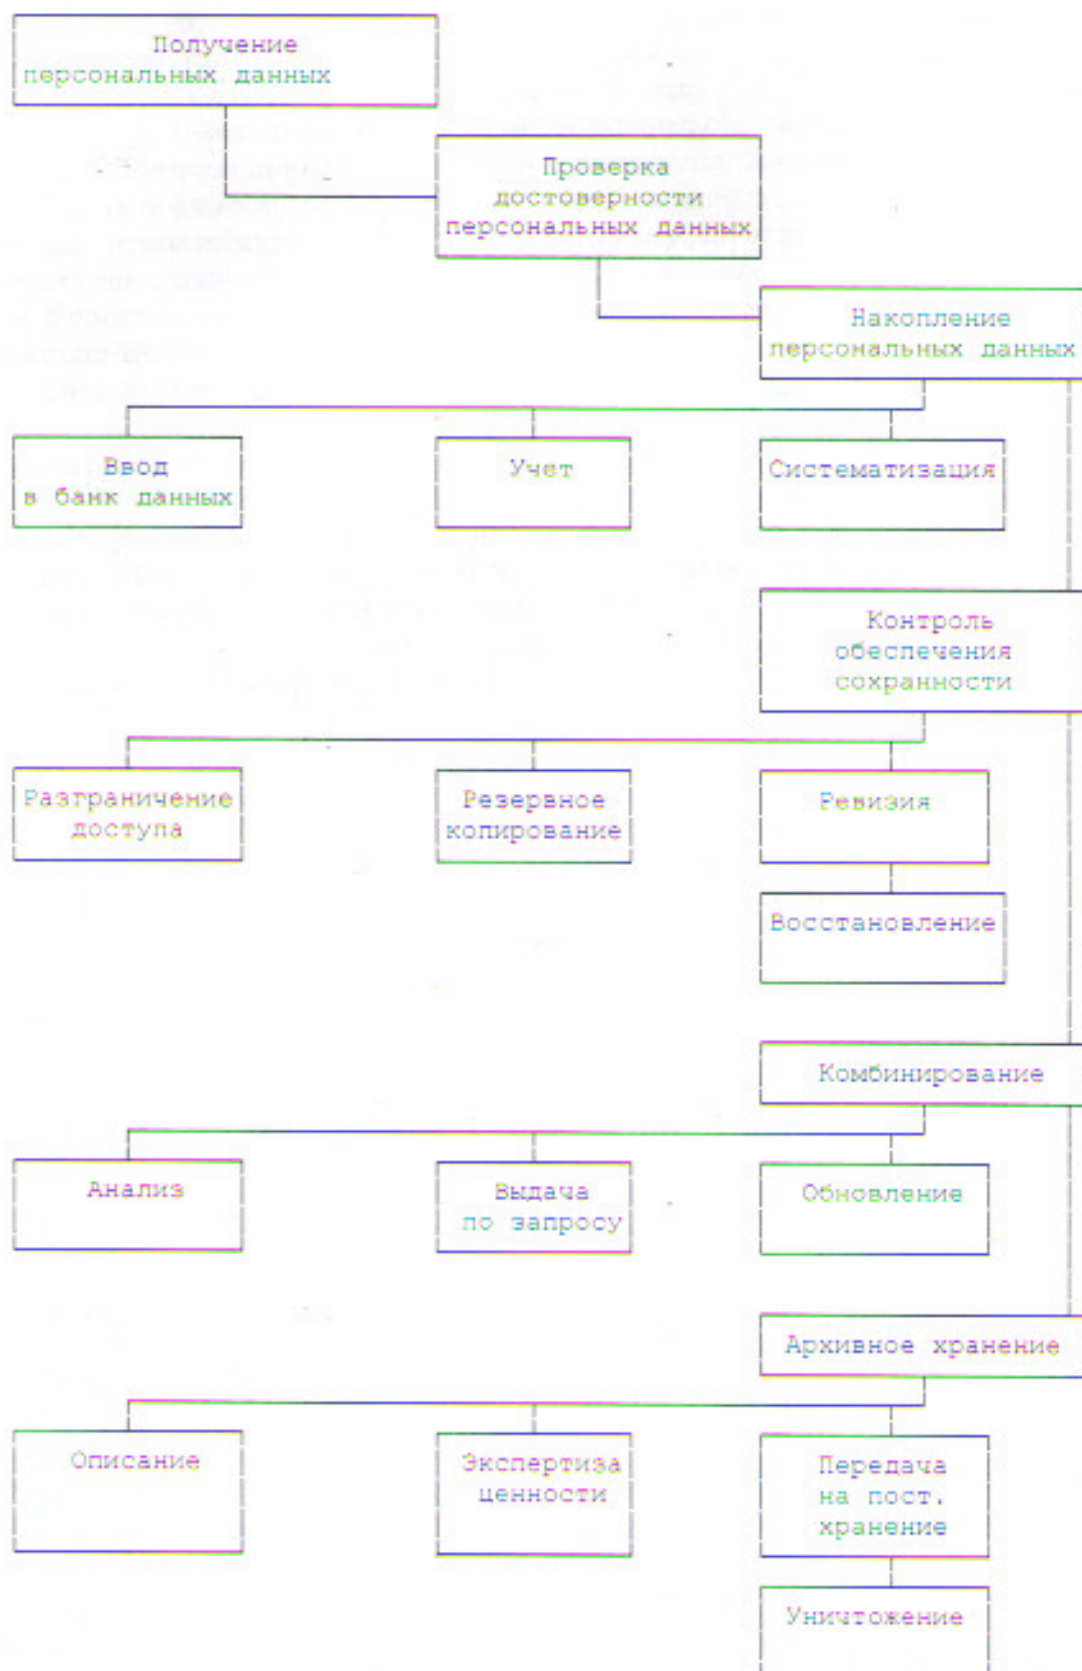 Получение
персональных данных
Проверка
достоверности
персональных данных
Накопление
персональных данных
Ввод
в банк данных
Учет
Систематизация
Контроль
обеспечения
сохранности
Разграничение
доступа
Резервное
копирование
Ревизия
Восстановление
Комбинирование
Анализ
Выдача
по запросу
Обновление
Архивное хранение
Описание
Экспертиза
ценности
Передача
на пост.
хранение
Уничтожение